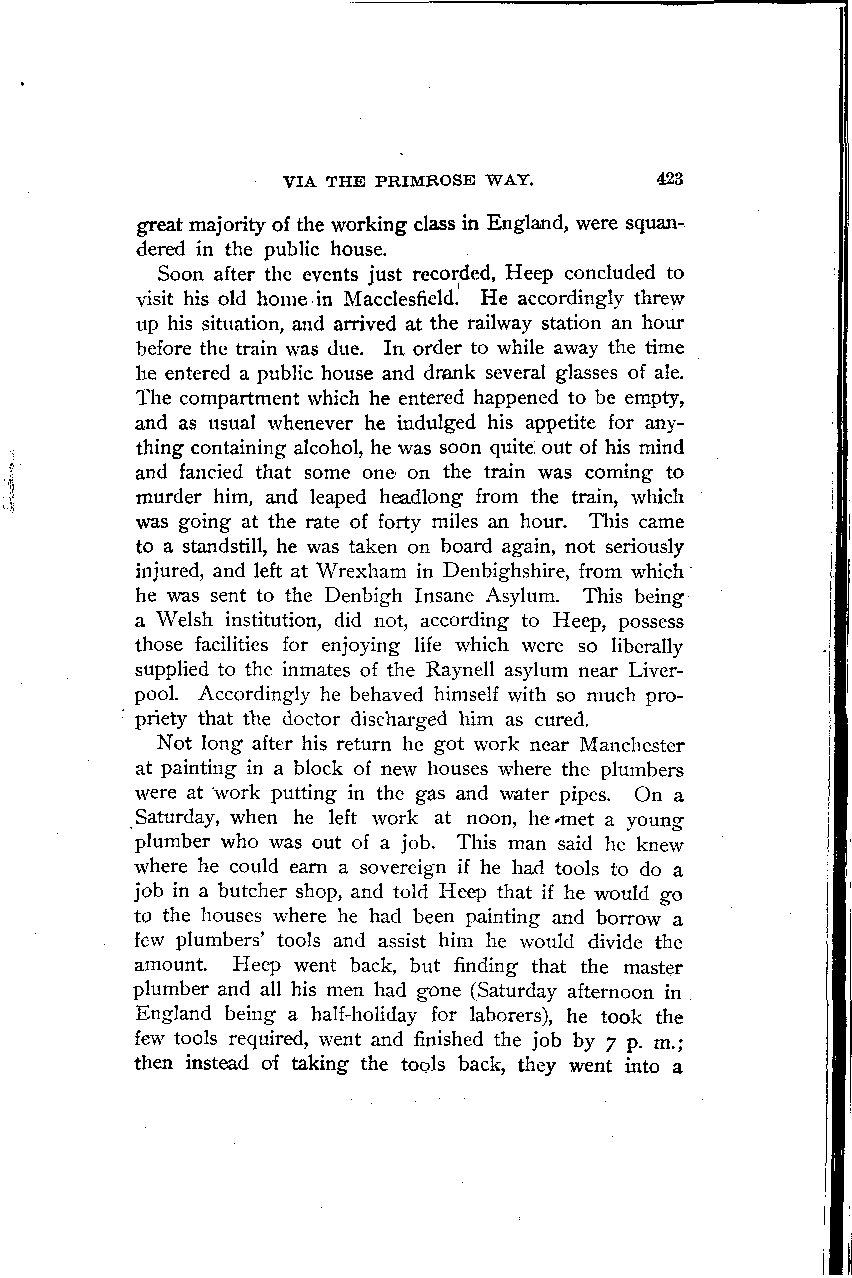 VIA THE PRIMROSE WAY. 423
great majority of the working class in England, were squan-
dered in the public house.
Soon after the events just recorded, Heep concluded to
visit his old home in Macclesfield. He accordingly threw
up his situation, and arrived at the railway station an hour
before the train was due. In order to while away the time
he entered a public house and drank several glasses of ale.
The compartment which he entered happened to be empty,
and as usual whenever he indulged his appetite for any-
thing containing alcohol, he was soon quite out of his mind
and fancied that some one on the train was coming to
murder him, and leaped headlong from the train, which
was going at the rate of forty miles an hour. This came
to a standstill, he was taken on board again, not seriously
injured, and left at Wrexham in Denbighshire, from which
he was sent to the Denbigh Insane Asylum. This being
a Welsh institution, did not, according to Heep, possess
those facilities for enjoying life which were so liberally
supplied to the inmates of the Raynell asylum near Liver-
pool. Accordingly he behaved himself with so much pro-
priety that the doctor discharged him as cured.
Not long after his return he got work near Manchester
at painting in a block of new houses where the plumbers
were at work putting in the gas and water pipes. On a
Saturday, when he left work at noon, he met a young
plumber who was out of a job. This man said he knew
where he could earn a sovereign if he had tools to do a
job in a butcher shop, and told Heep that if he would go
to the houses where he had been painting and borrow a
few plumbers' tools and assist him he would divide the
amount. Heep went back, but finding that the master
plumber and all his men had gone (Saturday afternoon in
England being a half-holiday for laborers), he took the
few tools required, went and finished the job by 7 p. m.;
then instead of taking the tools back, they went into a